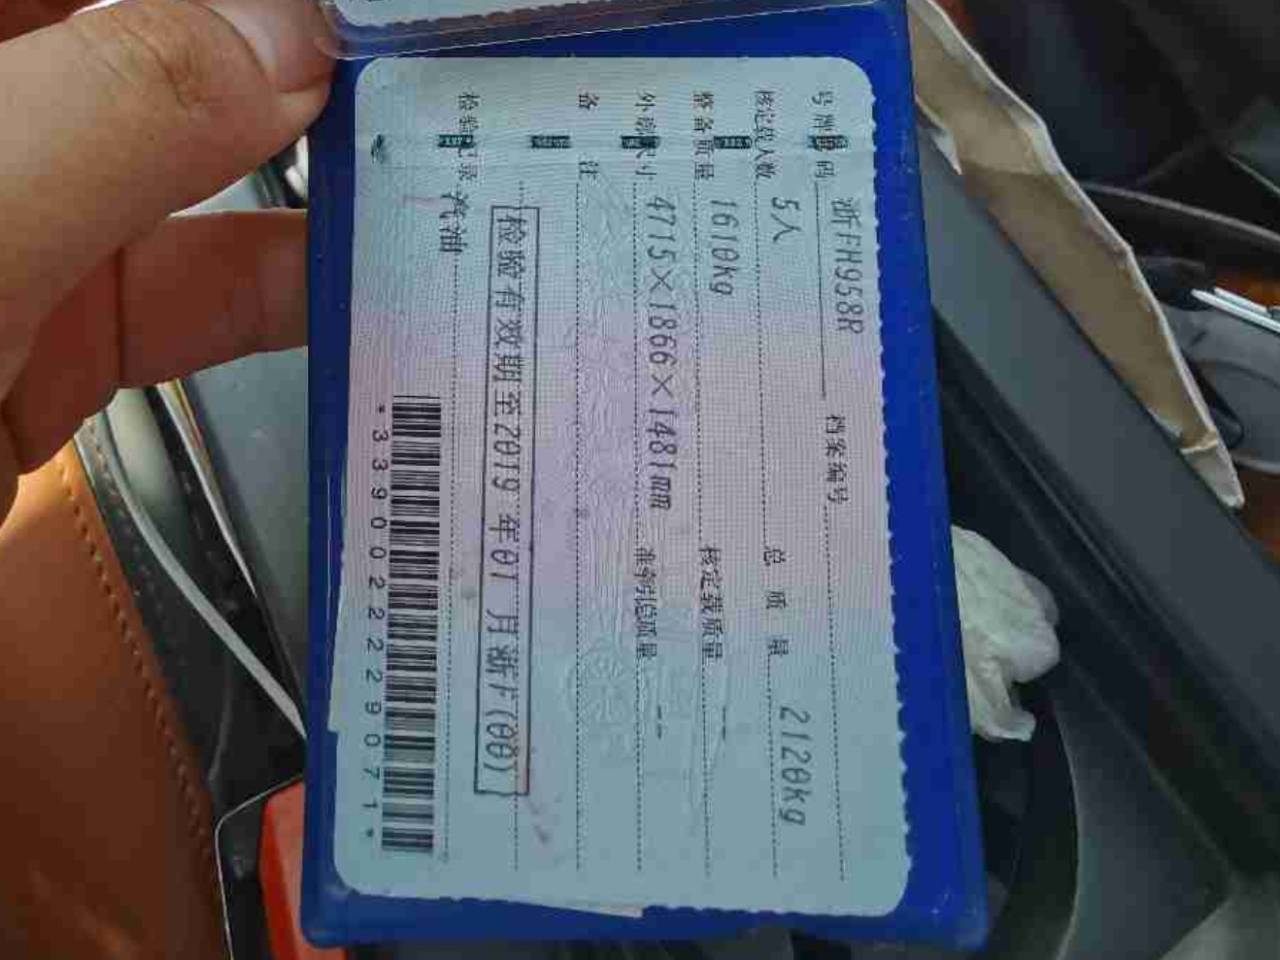 号牌号码 浙FH958R 档案编号
核定载人数 5人 总质量 2120kg
整备质量 1610kg 核定载质量 --
外廓尺寸 4715×1866×1481mm 准牵引总质量 --
备注
检验有效期至2019年01月浙F(00)
检验记录
汽油
*3390022229071*